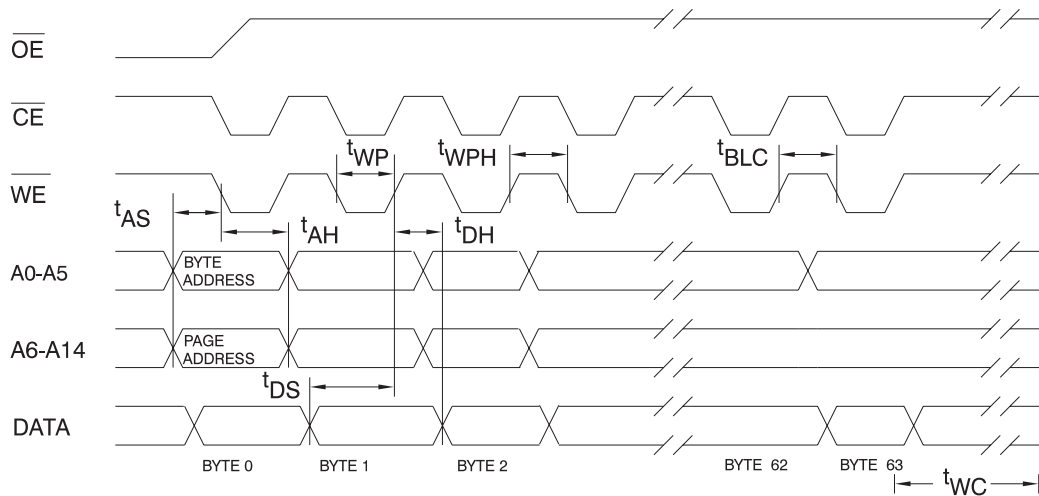 OE
CE
tWP
tWPH
tBLC
WE
tAS
tAH
tDH
A0-A5
BYTE
ADDRESS
A6-A14
PAGE
ADDRESS
tDS
DATA
BYTE 0
BYTE 1
BYTE 2
BYTE 62
BYTE 63
tWC